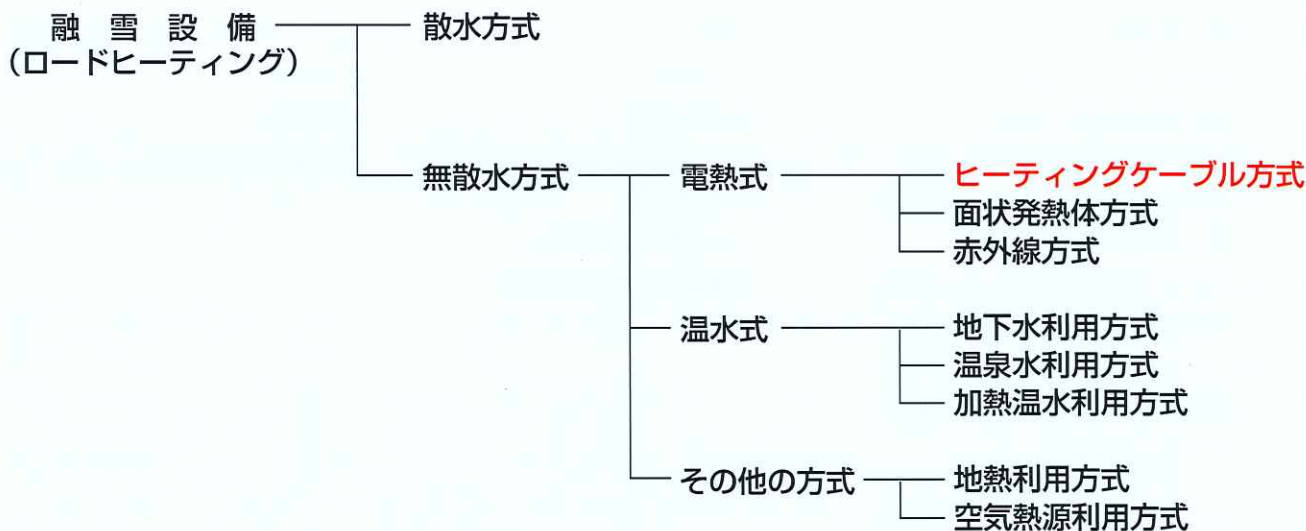 融雪設備
(ロードヒーティング)
散水方式
無散水方式
電熱式
ヒーティングケーブル方式
面状発熱体方式
赤外線方式
温水式
地下水利用方式
温泉水利用方式
加熱温水利用方式
その他の方式
地熱利用方式
空気熱源利用方式